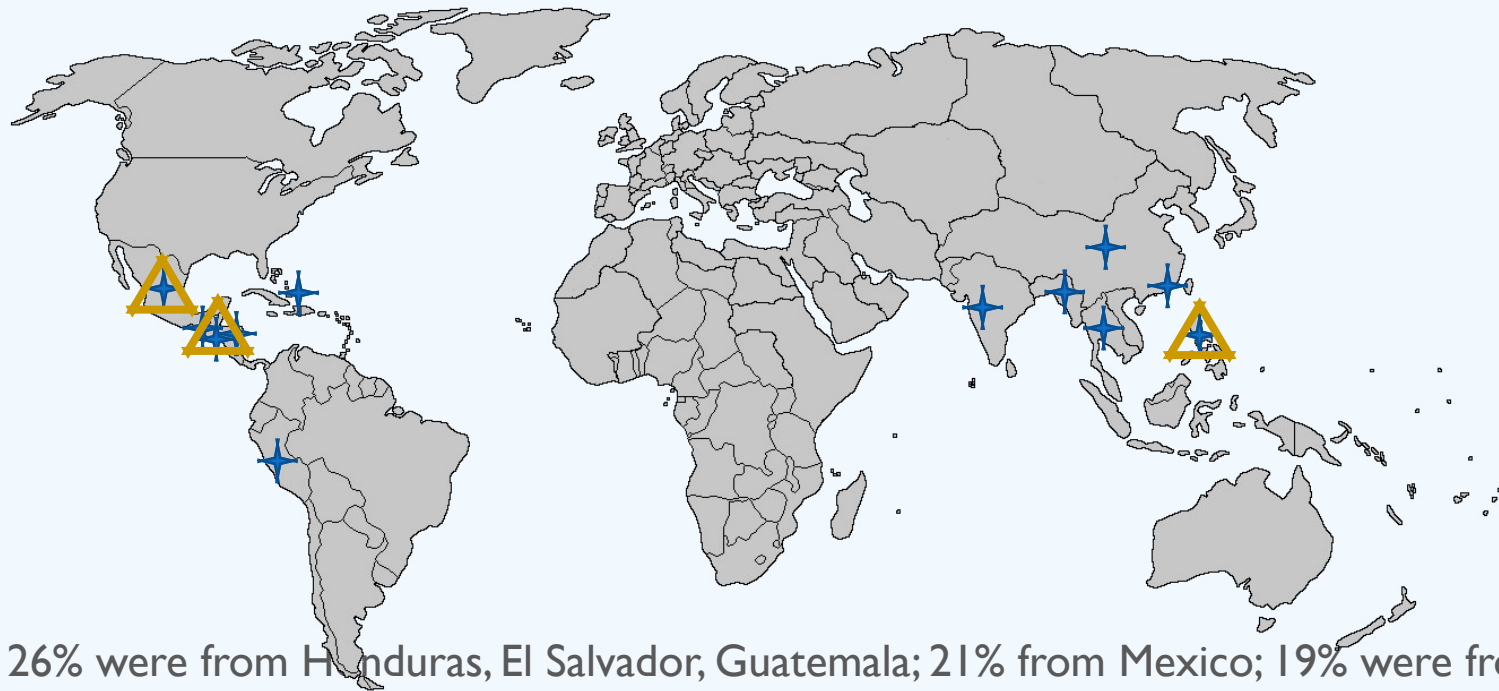 26% were from Honduras, El Salvador, Guatemala; 21% from Mexico; 19% were